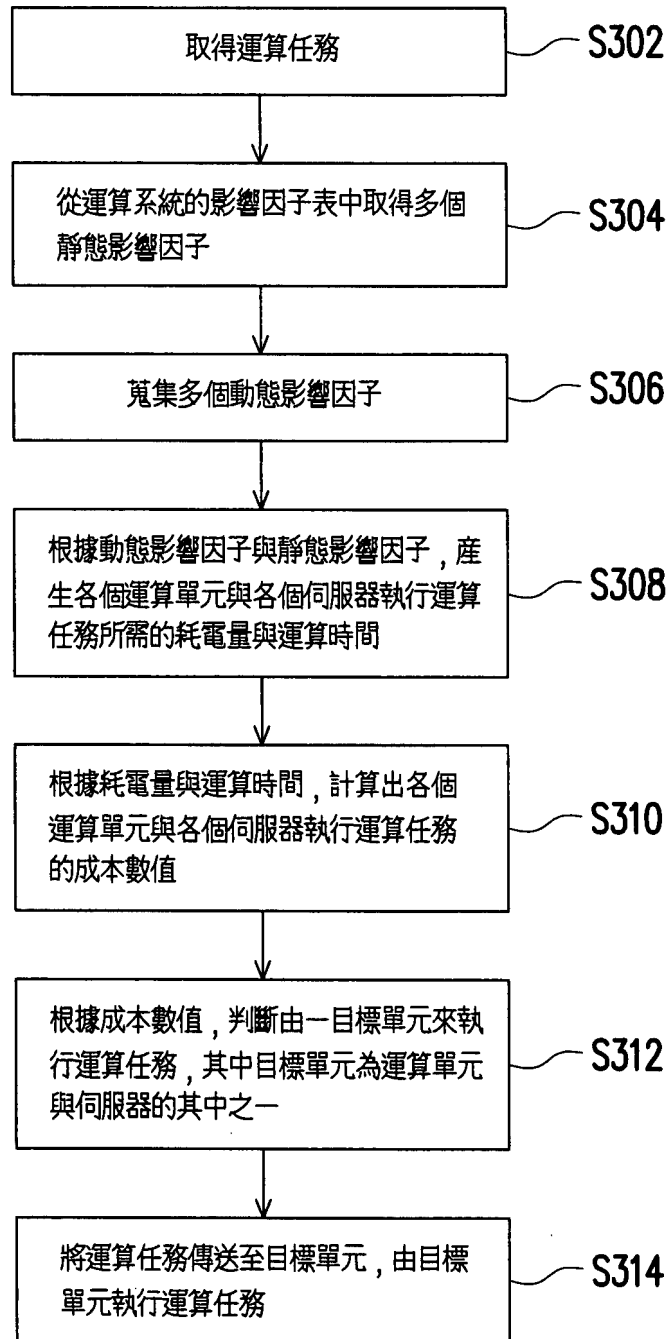 取得運算任務
S302
從運算系統的影響因子表中取得多個
靜態影響因子
S304
蒐集多個動態影響因子
S306
根據動態影響因子與靜態影響因子，產
生各個運算單元與各個伺服器執行運算
任務所需的耗電量與運算時間
S308
根據耗電量與運算時間，計算出各個
運算單元與各個伺服器執行運算任務
的成本數值
S310
根據成本數值，判斷由一目標單元來執
行運算任務，其中目標單元為運算單元
與伺服器的其中之一
S312
將運算任務傳送至目標單元，由目標
單元執行運算任務
S314